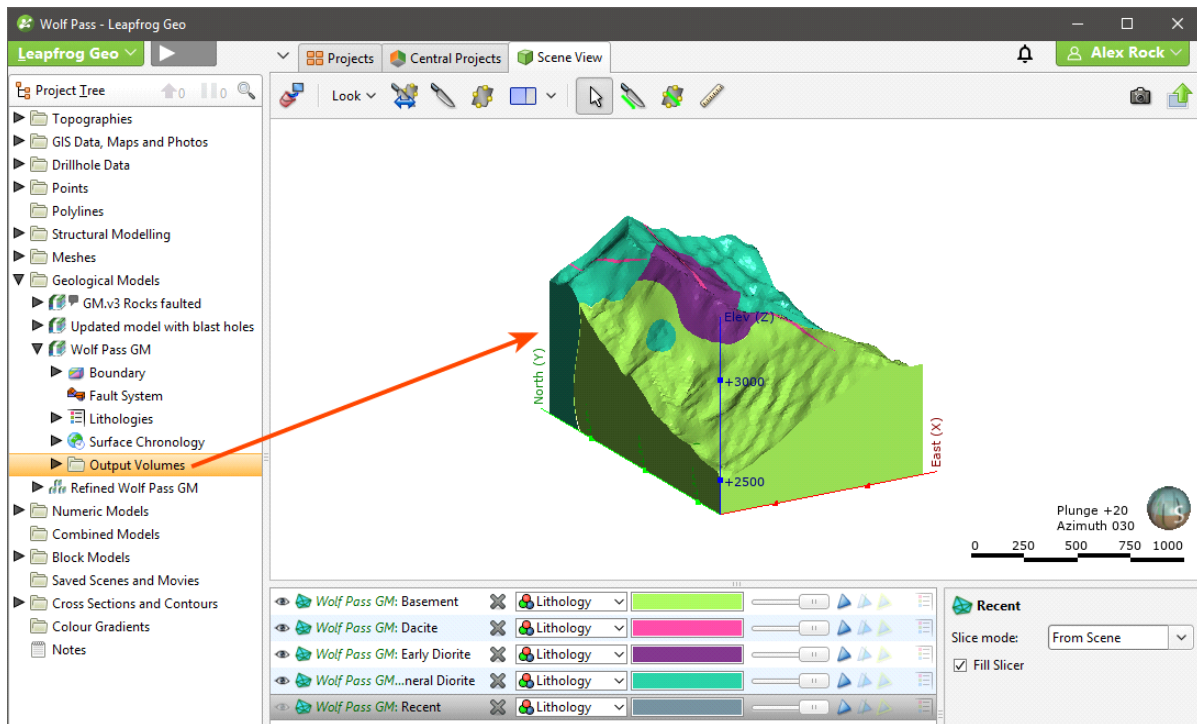 Wolf Pass - Leapfrog Geo
Leapfrog Geo
Projects
Central Projects
Scene View
Alex Rock
Project Tree
0
0
Look
Topographies
GIS Data, Maps and Photos
Drillhole Data
Points
Polylines
Structural Modelling
Meshes
Geological Models
GM.v3 Rocks faulted
Updated model with blast holes
Wolf Pass GM
Boundary
Fault System
Lithologies
Surface Chronology
Output Volumes
Refined Wolf Pass GM
Numeric Models
Combined Models
Block Models
Saved Scenes and Movies
Cross Sections and Contours
Colour Gradients
Notes
Elev (Z)
+3000
+2500
North (Y)
East (X)
S
Plunge +20
Azimuth 030
0 250 500 750 1000
Wolf Pass GM: Basement Lithology
Wolf Pass GM: Dacite Lithology
Wolf Pass GM: Early Diorite Lithology
Wolf Pass GM...neral Diorite Lithology
Wolf Pass GM: Recent Lithology
Recent
Slice mode: From Scene
Fill Slicer